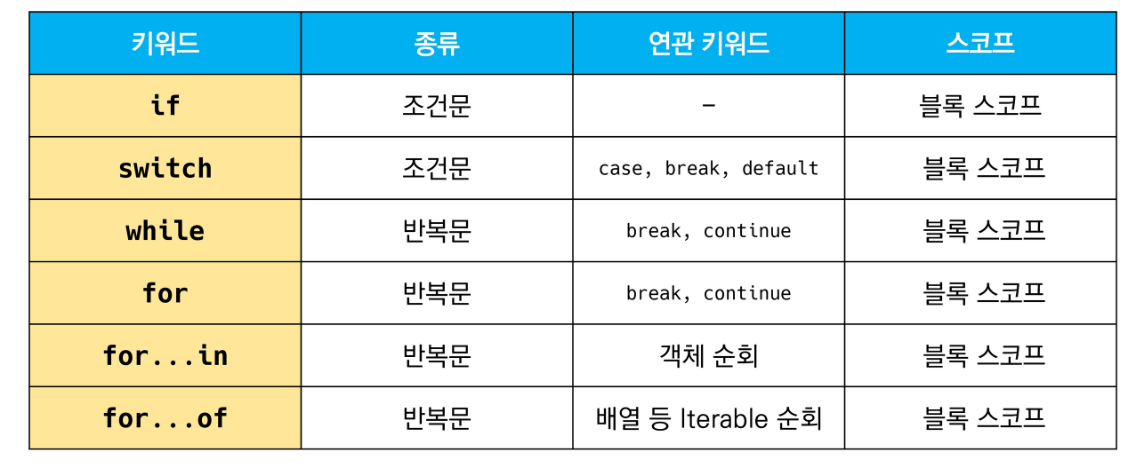 키워드 종류 연관 키워드 스코프
if 조건문 - 블록 스코프
switch 조건문 case, break, default 블록 스코프
while 반복문 break, continue 블록 스코프
for 반복문 break, continue 블록 스코프
for...in 반복문 객체 순회 블록 스코프
for...of 반복문 배열 등 Iterable 순회 블록 스코프